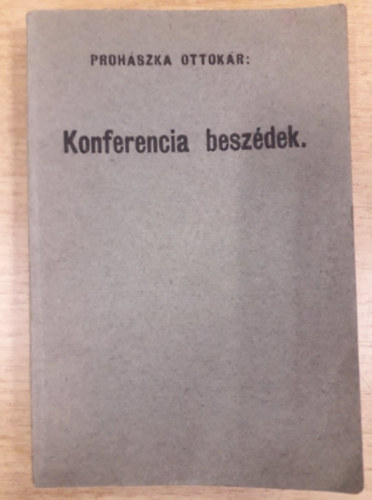 PROHÁSZKA OTTOKÁR:
Konferencia beszédek.